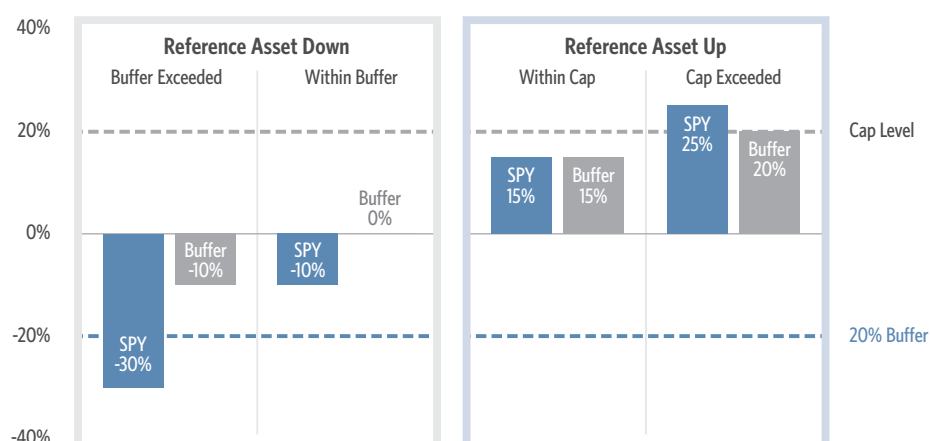 40%
Reference Asset Down
Reference Asset Up
Buffer Exceeded
Within Buffer
Within Cap
Cap Exceeded
20%
SPY
25%
Buffer
20%
Cap Level
SPY
15%
Buffer
15%
Buffer
0%
0%
Buffer
-10%
SPY
-10%
-20%
SPY
-30%
20% Buffer
-40%